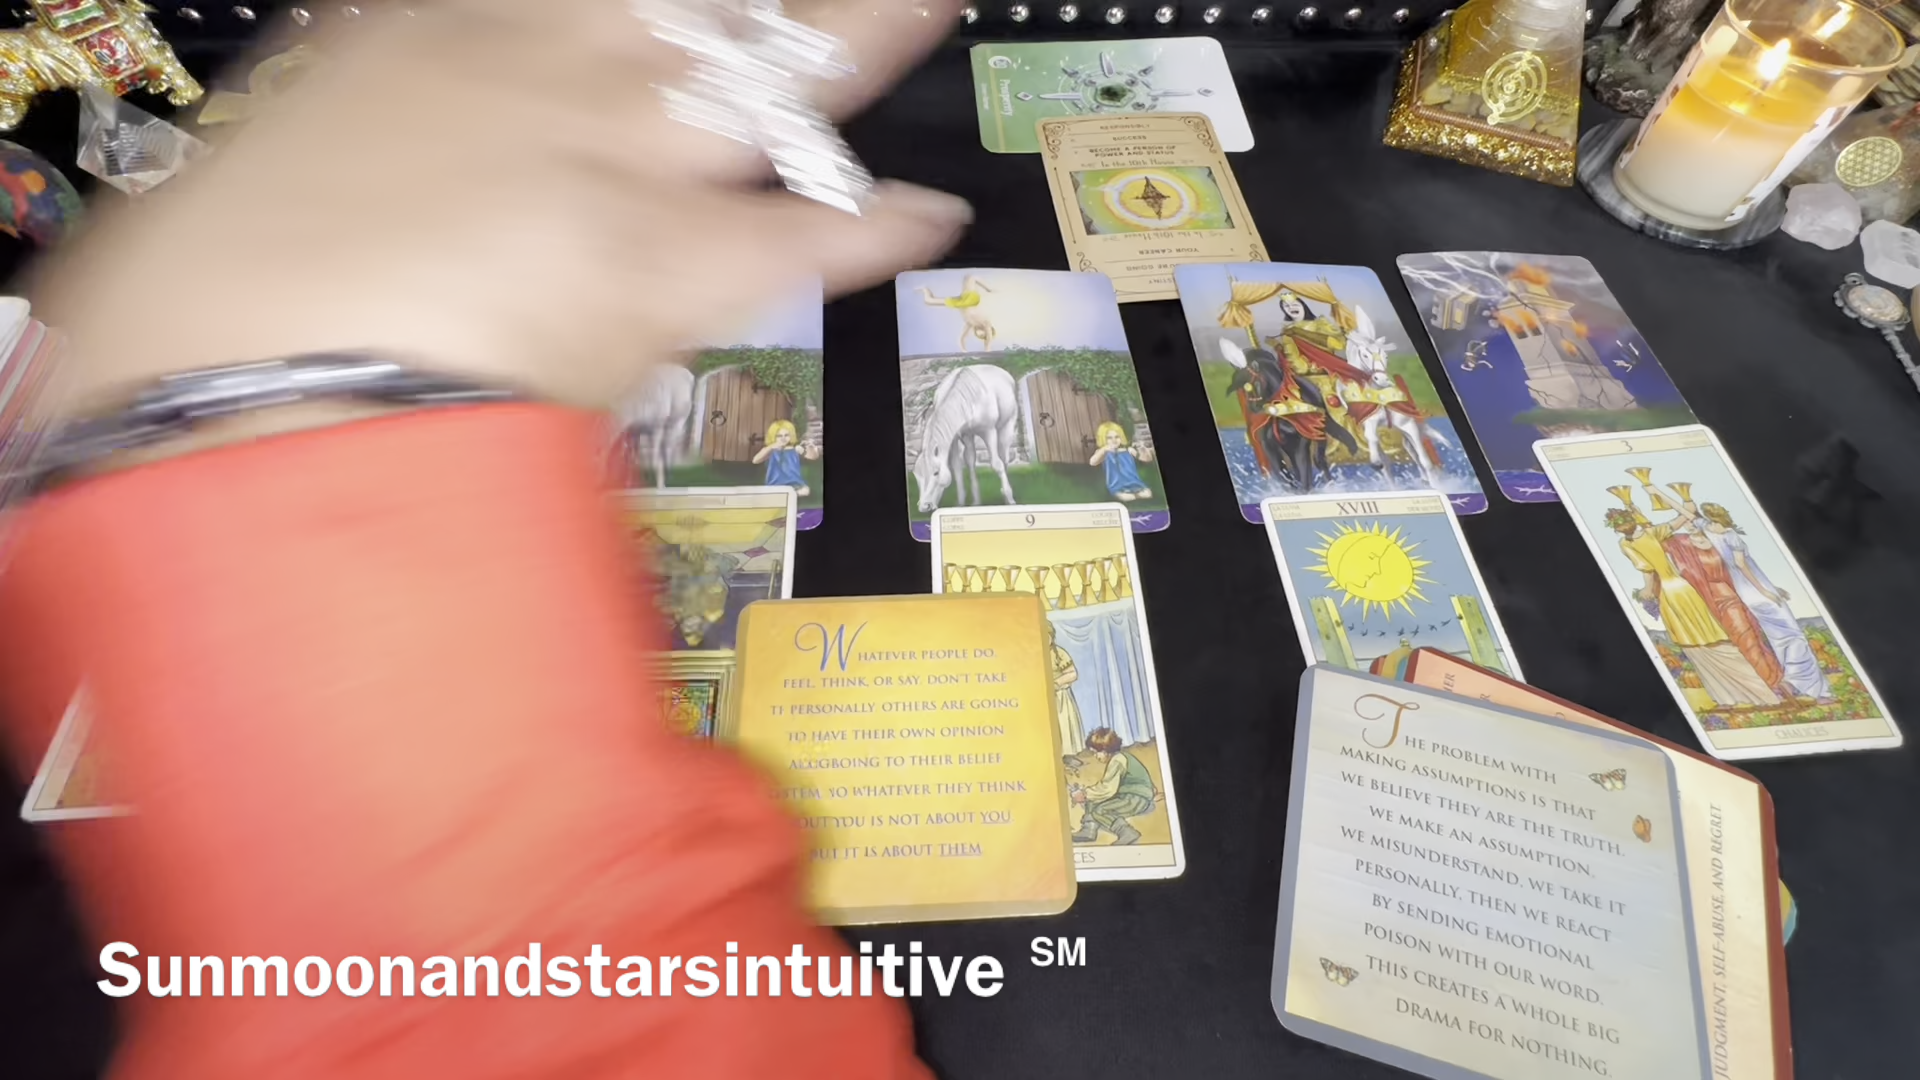 Prosperity
RESPONSIBLY
SUCCESS
BECOME A PERSON OF
POWER AND STATUS
In the 10th House
In the 10th House
YOUR CAREER
9
XVIII
3
CHALICES
WHATEVER PEOPLE DO,
FEEL, THINK, OR SAY, DON'T TAKE
IT PERSONALLY. OTHERS ARE GOING
TO HAVE THEIR OWN OPINION
ACCORDING TO THEIR BELIEF
SO WHATEVER THEY THINK
YOU IS NOT ABOUT YOU
BUT IT IS ABOUT THEM
THE PROBLEM WITH
MAKING ASSUMPTIONS IS THAT
WE BELIEVE THEY ARE THE TRUTH.
WE MAKE AN ASSUMPTION,
WE MISUNDERSTAND, WE TAKE IT
PERSONALLY, THEN WE REACT
BY SENDING EMOTIONAL
POISON WITH OUR WORD.
THIS CREATES A WHOLE BIG
DRAMA FOR NOTHING.
JUDGMENT, SELF-ABUSE, AND REGRET
Sunmoonandstarsintuitive SM